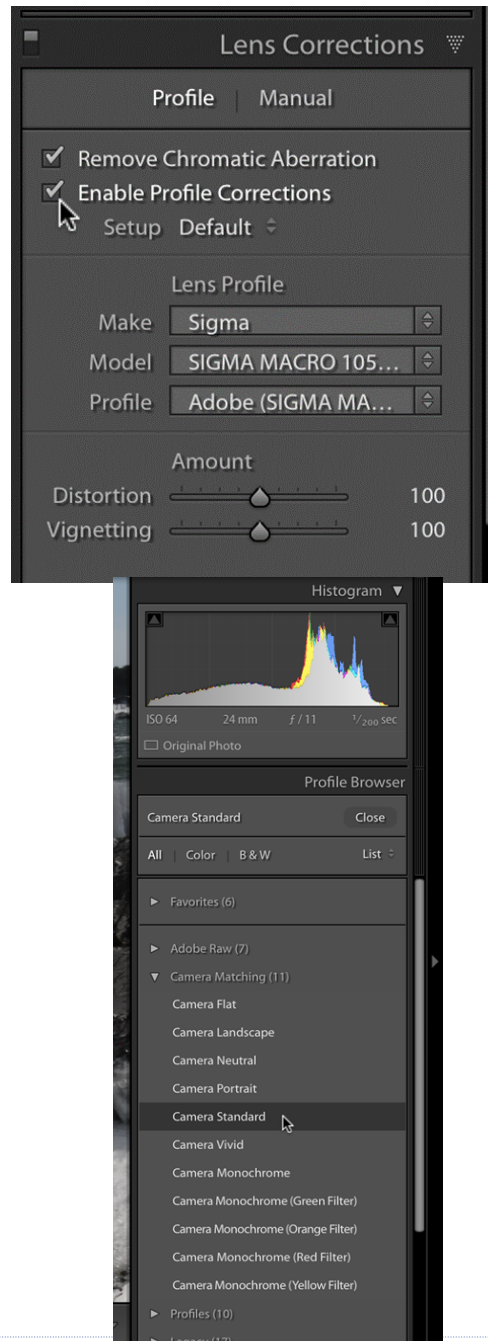 Lens Corrections
Profile | Manual
Remove Chromatic Aberration
Enable Profile Corrections
Setup Default
Lens Profile
Make Sigma
Model SIGMA MACRO 105...
Profile Adobe (SIGMA MA...
Amount
Distortion 100
Vignetting 100
Histogram
ISO 64 24 mm ƒ / 11 1/200 sec
Original Photo
Profile Browser
Camera Standard Close
All | Color | B & W List
Favorites (6)
Adobe Raw (7)
Camera Matching (11)
Camera Flat
Camera Landscape
Camera Neutral
Camera Portrait
Camera Standard
Camera Vivid
Camera Monochrome
Camera Monochrome (Green Filter)
Camera Monochrome (Orange Filter)
Camera Monochrome (Red Filter)
Camera Monochrome (Yellow Filter)
Profiles (10)
Legacy (17)